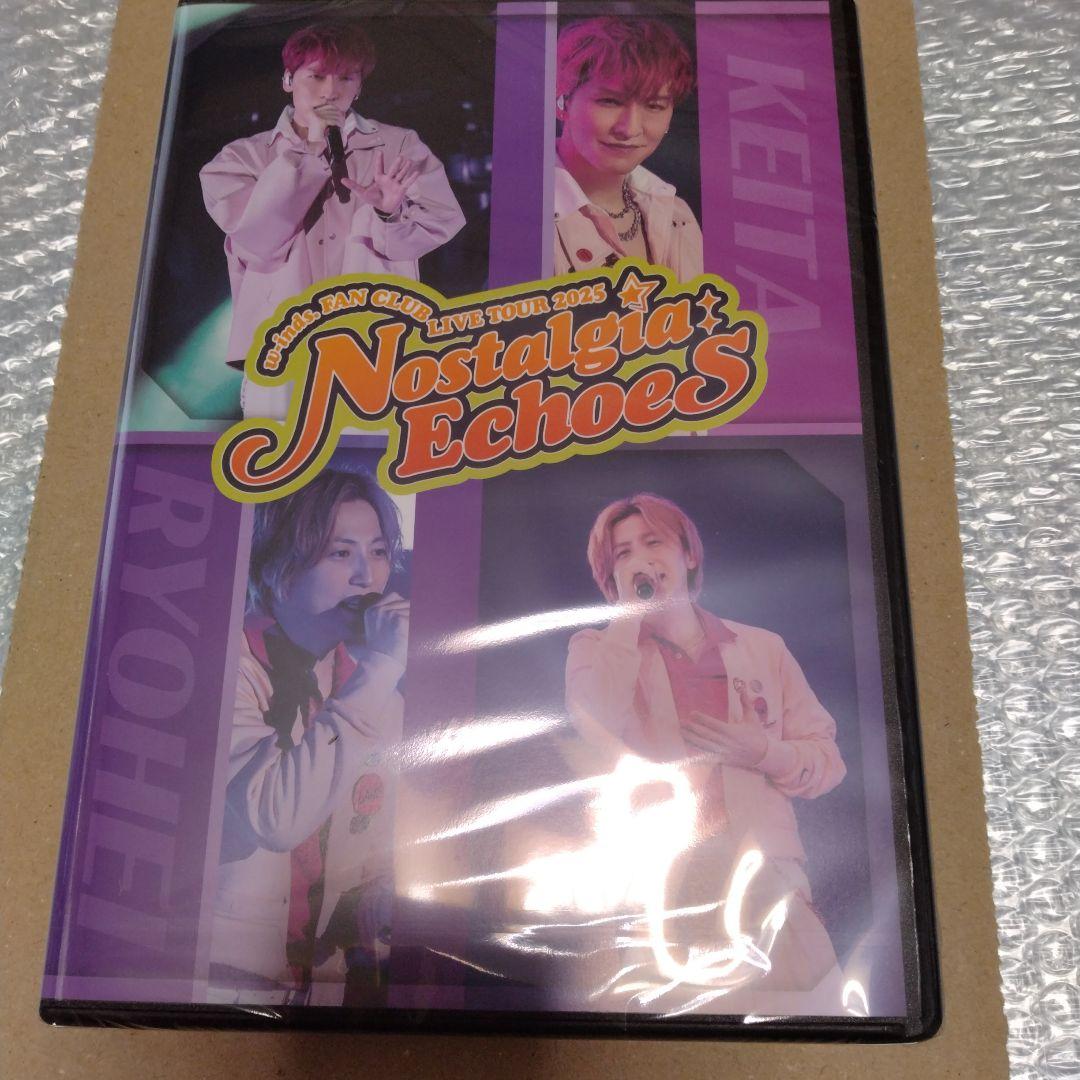 KEITA
w-inds. FAN CLUB
LIVE TOUR 2025
Nostalgia
EchoeS
RYOHEI